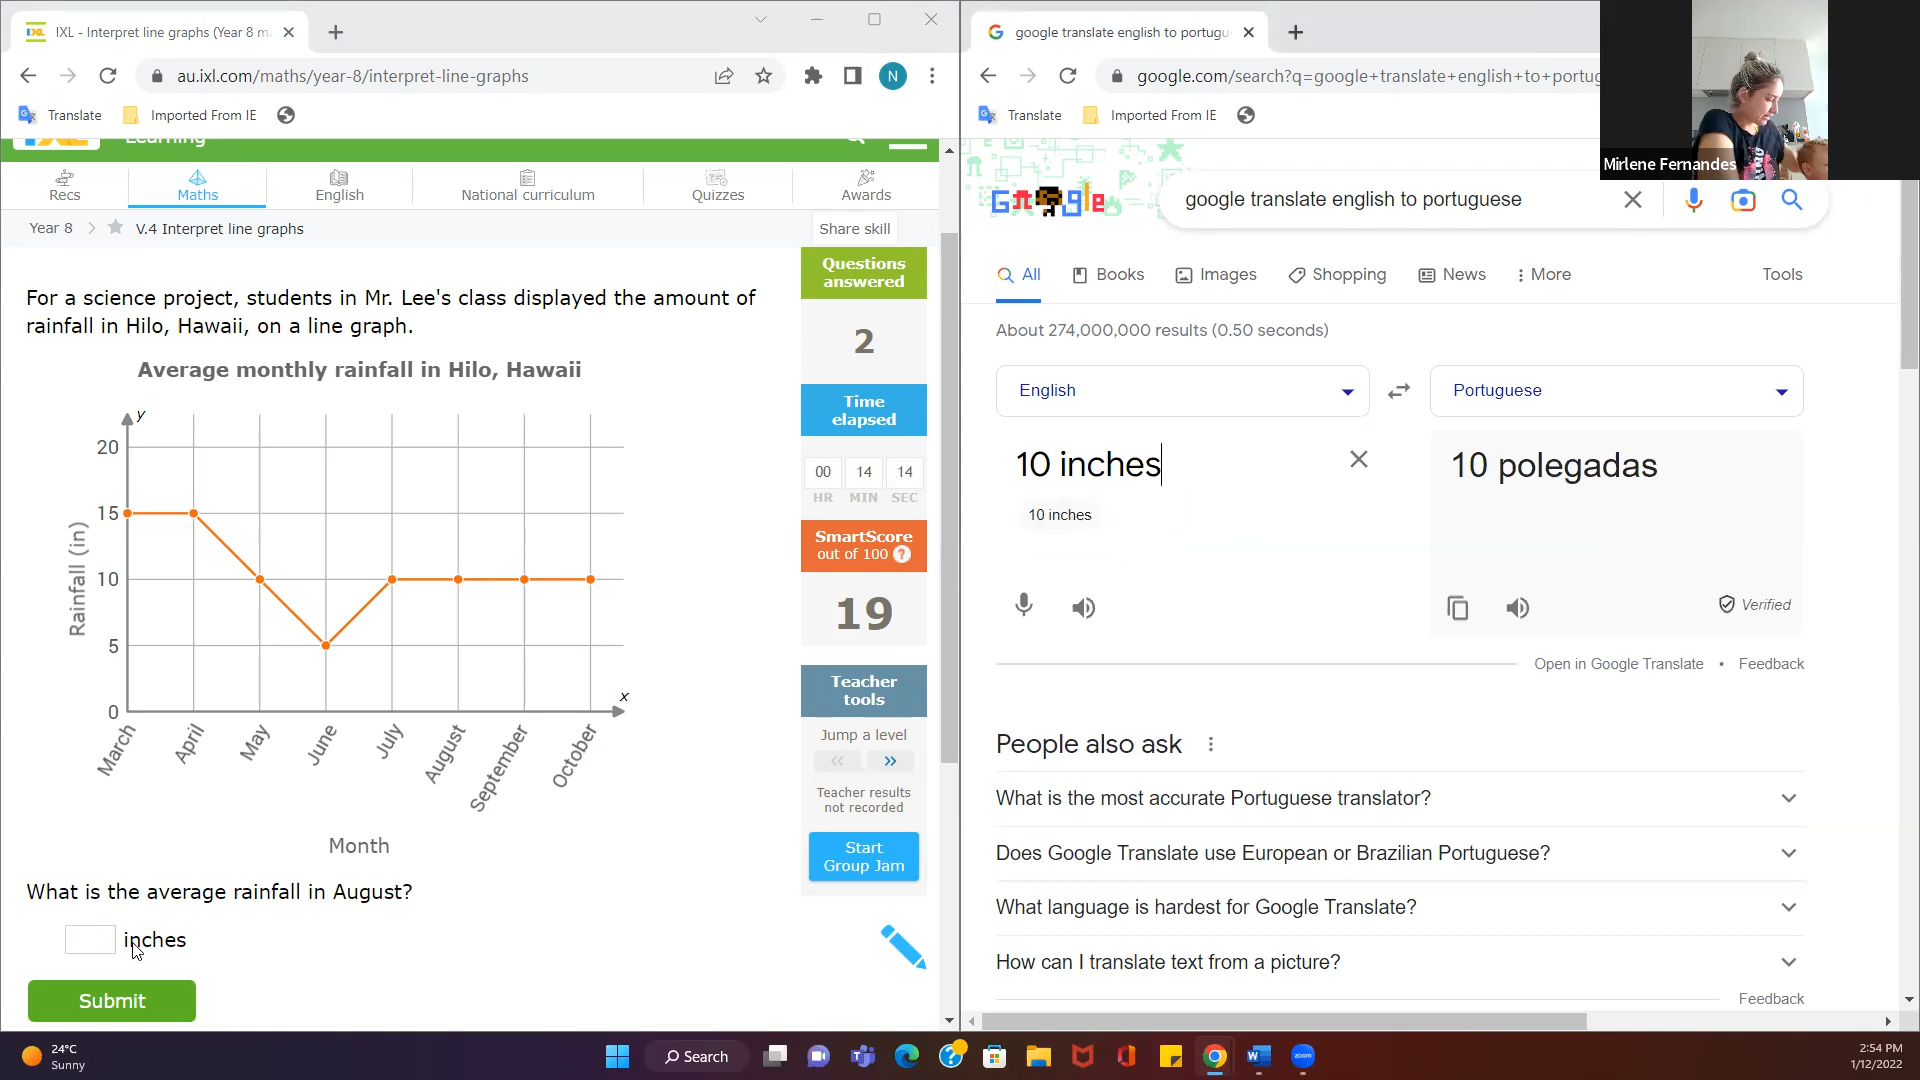 IXL - Interpret line graphs (Year 8 m
au.ixl.com/maths/year-8/interpret-line-graphs
N
Translate
Imported From IE
Learning
Recs
Maths
English
National curriculum
Quizzes
Awards
Year 8
V.4 Interpret line graphs
Share skill
For a science project, students in Mr. Lee's class displayed the amount of
rainfall in Hilo, Hawaii, on a line graph.
Average monthly rainfall in Hilo, Hawaii
y
20
15
10
5
0
x
Rainfall (in)
March
April
May
June
July
August
September
October
Month
What is the average rainfall in August?
inches
Submit
Questions
answered
2
Time
elapsed
00
14
14
HR
MIN
SEC
SmartScore
out of 100 ?
19
Teacher
tools
Jump a level
Teacher results
not recorded
Start
Group Jam
google translate english to portugu
google.com/search?q=google+translate+english+to+portug
Translate
Imported From IE
Mirlene Fernandes
google translate english to portuguese
All
Books
Images
Shopping
News
More
Tools
About 274,000,000 results (0.50 seconds)
English
Portuguese
10 inches
10 inches
10 polegadas
Verified
Open in Google Translate • Feedback
People also ask
What is the most accurate Portuguese translator?
Does Google Translate use European or Brazilian Portuguese?
What language is hardest for Google Translate?
How can I translate text from a picture?
Feedback
24°C
Sunny
Search
zoom
2:54 PM
1/12/2022